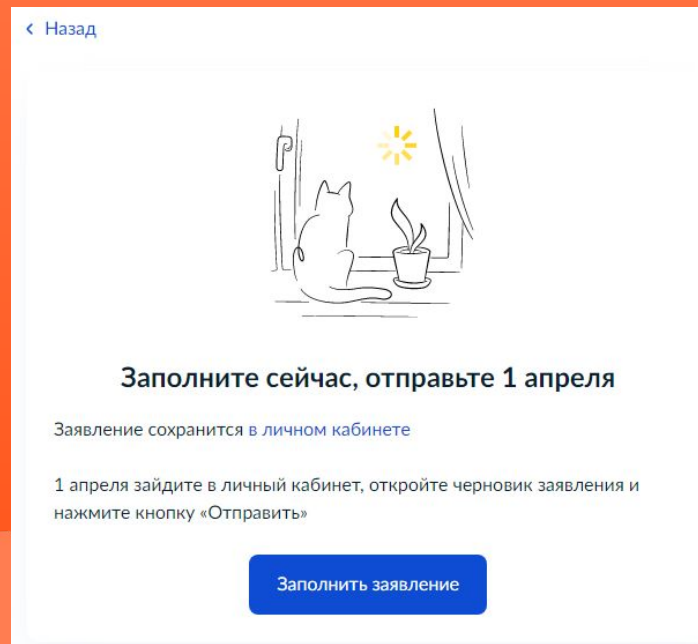 Назад
Заполните сейчас, отправьте 1 апреля
Заявление сохранится в личном кабинете
1 апреля зайдите в личный кабинет, откройте черновик заявления и
нажмите кнопку «Отправить»
Заполнить заявление